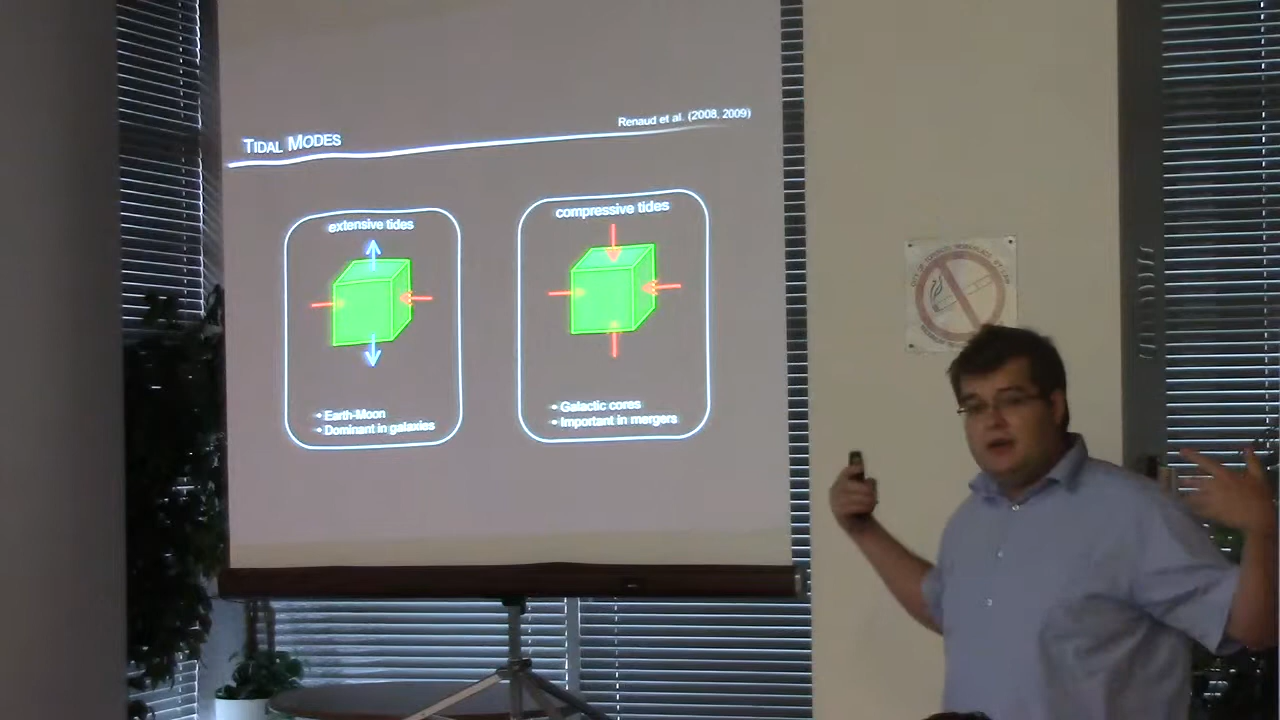 Renaud et al. (2008, 2009)
TIDAL MODES
extensive tides
• Earth-Moon
• Dominant in galaxies
compressive tides
• Galactic cores
• Important in mergers